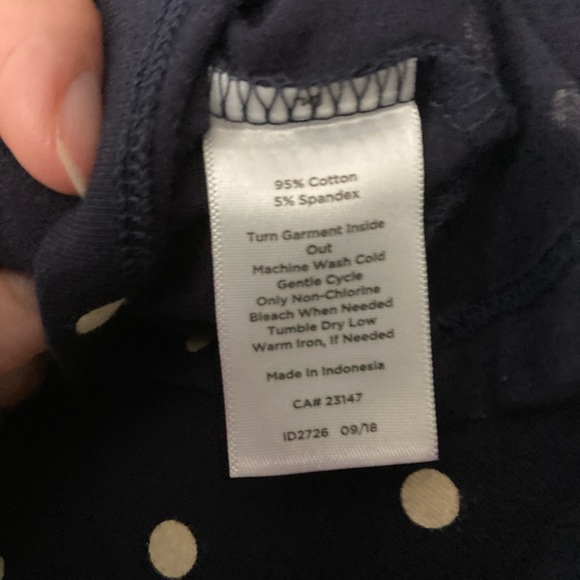 95% Cotton
5% Spandex
Turn Garment Inside
Out
Machine Wash Cold
Gentle Cycle
Only Non-Chlorine
Bleach When Needed
Tumble Dry Low
Warm Iron, If Needed
Made In Indonesia
CA# 23147
ID2726 09/18